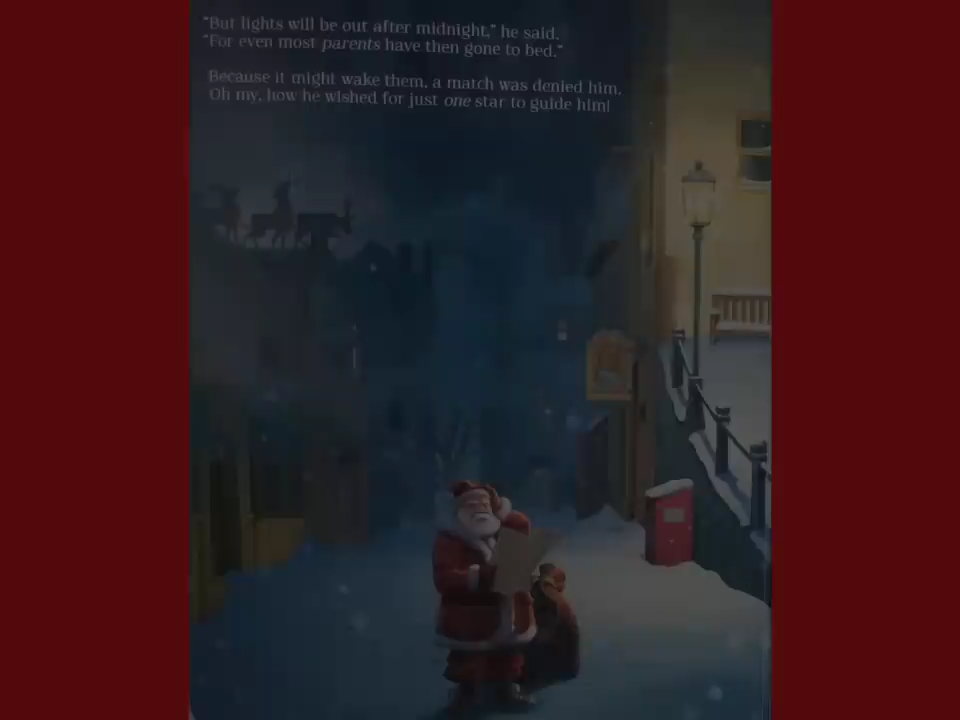 "But lights will be out after midnight," he said.
"For even most parents have then gone to bed."
Because it might wake them, a match was denied him.
Oh my, how he wished for just one star to guide him!